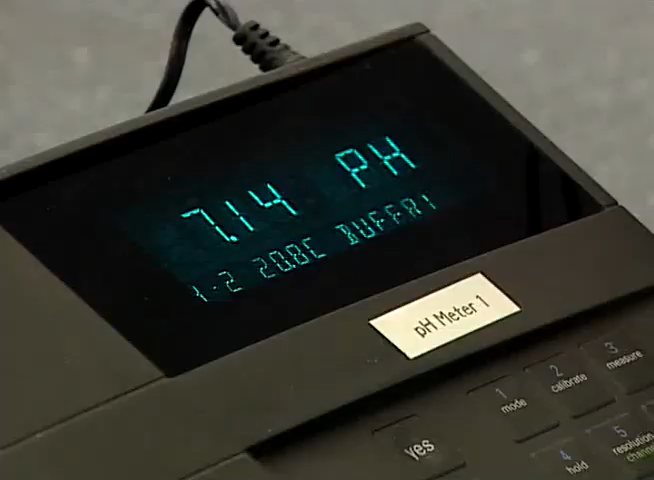 7.14 PH
1-2 20.8C BUFFR1
pH Meter 1
1 mode
2 calibrate
3 measure
yes
4 hold
5 resolution channel